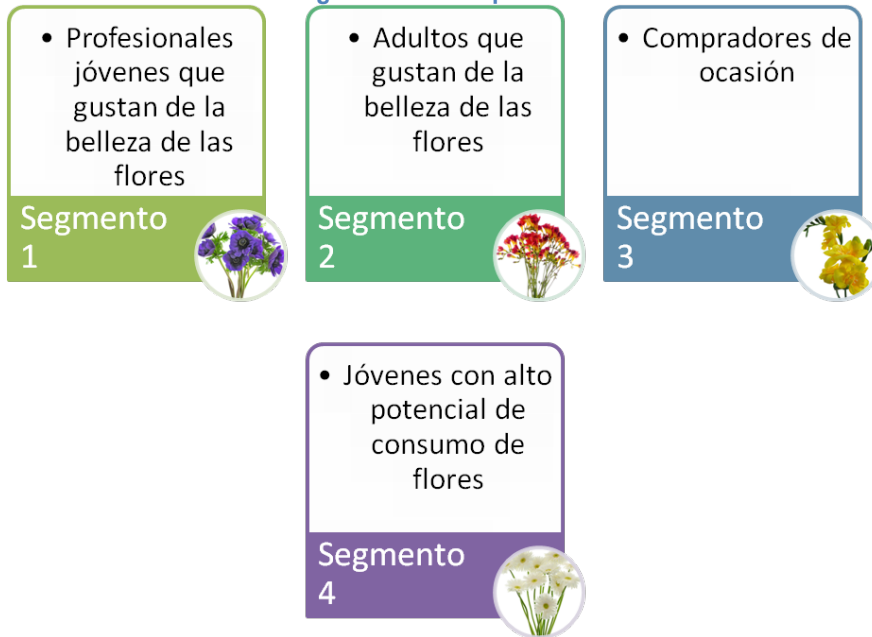 • Profesionales
jóvenes que
gustan de la
belleza de las
flores
Segmento
1
• Adultos que
gustan de la
belleza de las
flores
Segmento
2
• Compradores de
ocasión
Segmento
3
• Jóvenes con alto
potencial de
consumo de
flores
Segmento
4